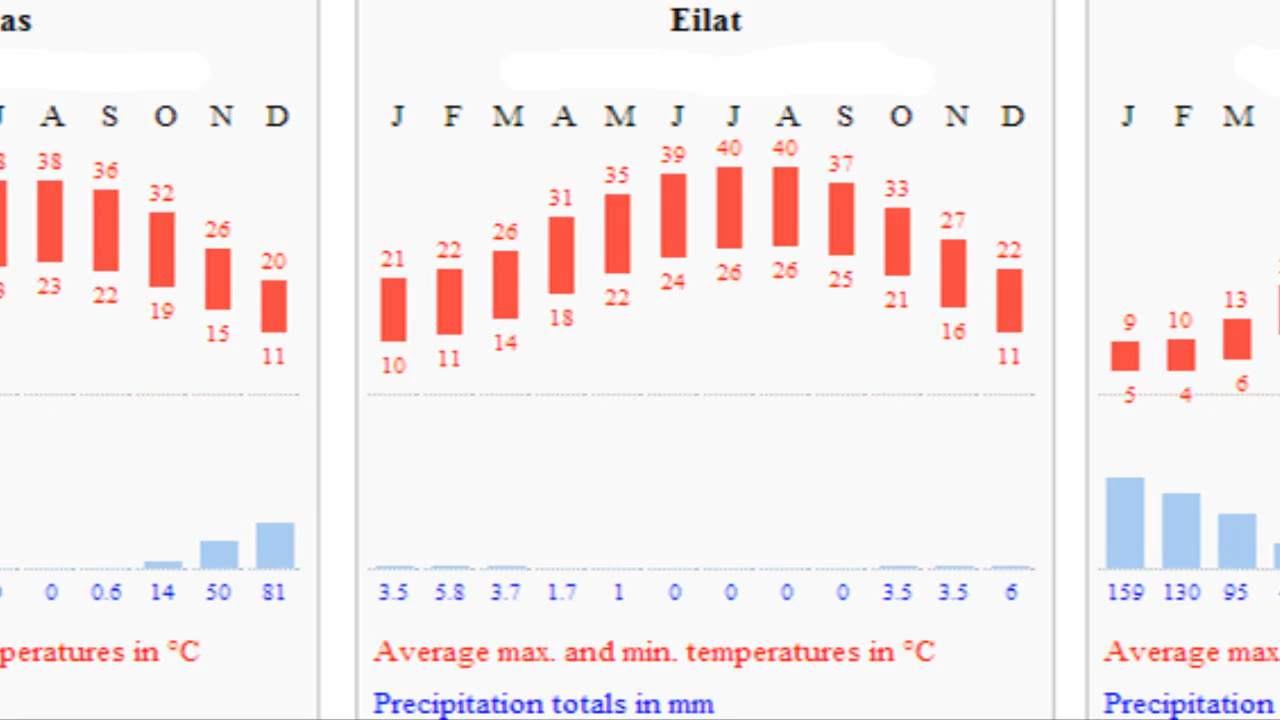 as
A S O N D
38 36 32 26 20
23 22 19 15 11
0 0.6 14 50 81
in °C
Eilat
J F M A M J J A S O N D
21 22 26 31 35 39 40 40 37 33 27 22
10 11 14 18 22 24 26 26 25 21 16 11
3.5 5.8 3.7 1.7 1 0 0 0 0 3.5 3.5 6
Average max. and min. temperatures in °C
Precipitation totals in mm
J F M
9 10 13
5 4 6
159 130 95
Average max
Precipitation